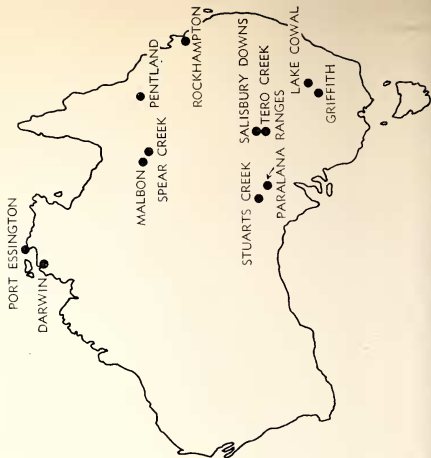 PORT ESSINGTON
DARWIN
MALBON
SPEAR CREEK
PENTLAND
ROCKHAMPTON
STUARTS CREEK
PARALANA RANGES
SALISBURY DOWNS
TERO CREEK
LAKE COWAL
GRIFFITH